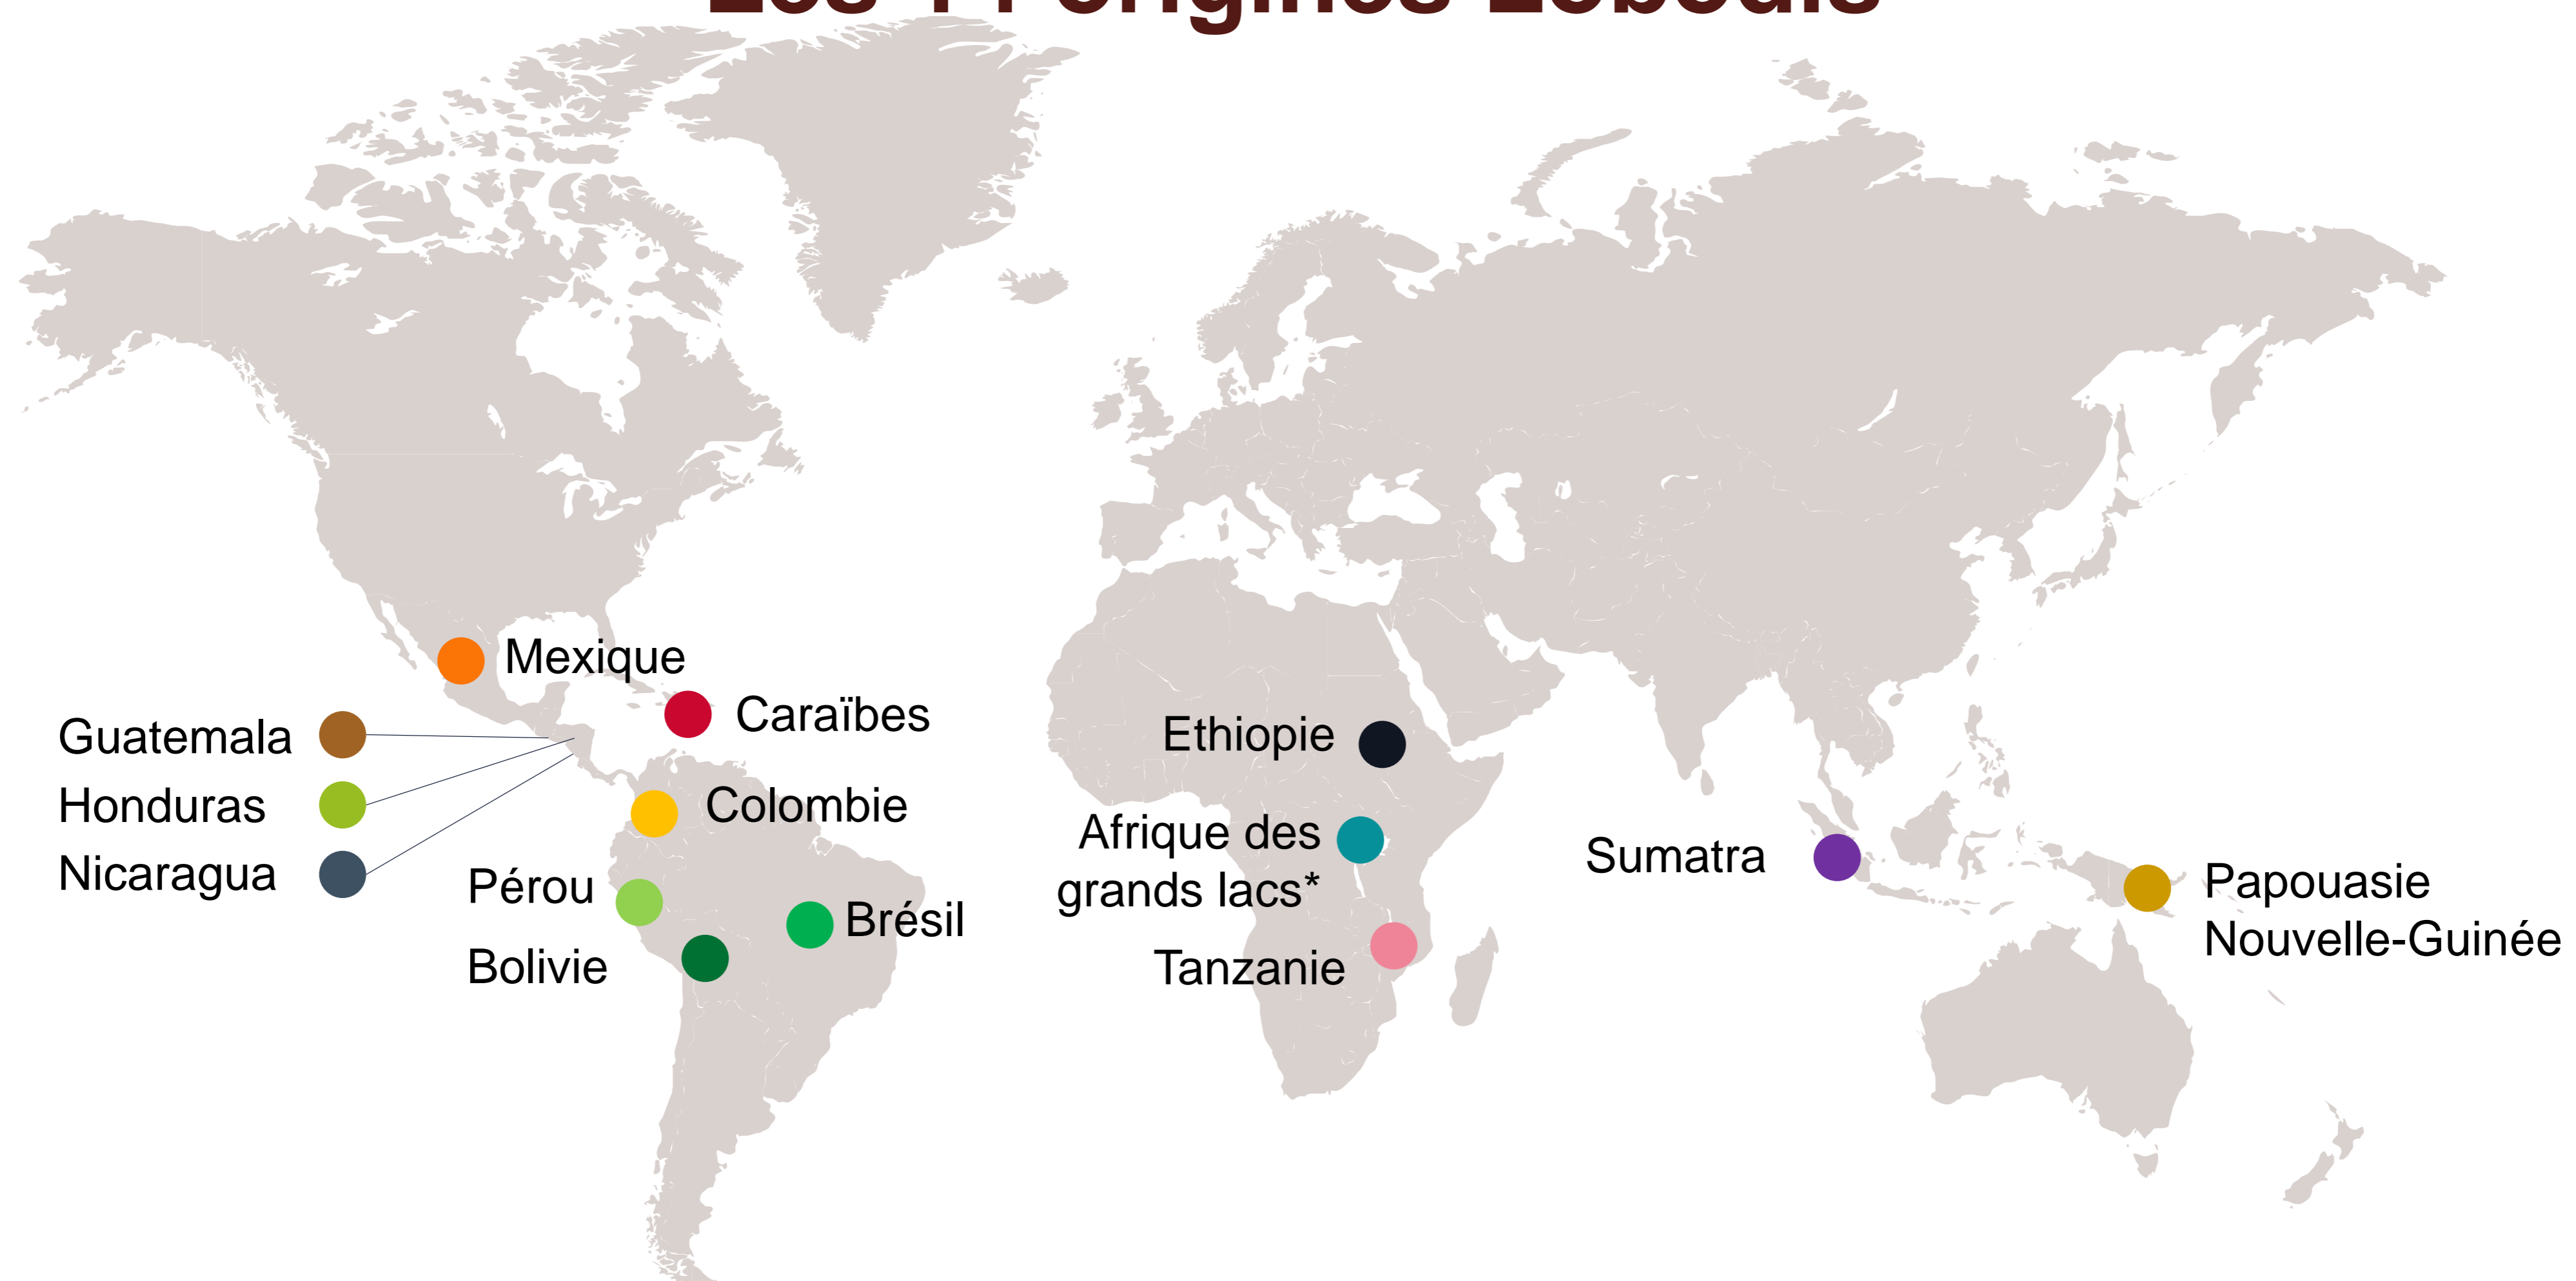 Mexique
Caraïbes
Guatemala
Honduras
Nicaragua
Colombie
Pérou
Brésil
Bolivie
Ethiopie
Afrique des
grands lacs*
Tanzanie
Sumatra
Papouasie
Nouvelle-Guinée